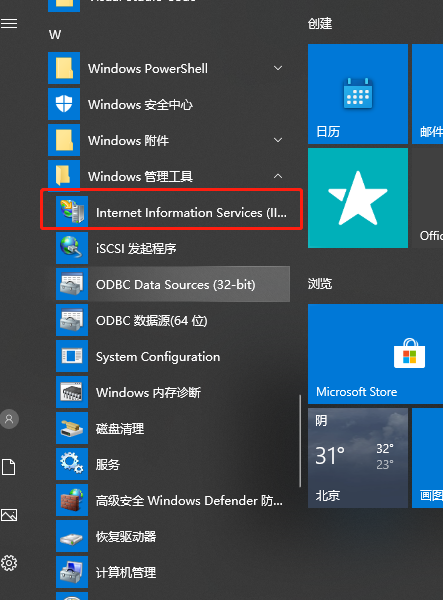 W
Windows PowerShell
Windows 安全中心
Windows 附件
Windows 管理工具
Internet Information Services (II...
iSCSI 发起程序
ODBC Data Sources (32-bit)
ODBC 数据源(64 位)
System Configuration
Windows 内存诊断
磁盘清理
服务
高级安全 Windows Defender 防...
恢复驱动器
计算机管理
创建
日历
邮件
Offic
浏览
Microsoft Store
阴
31°
32°
23°
北京
画图